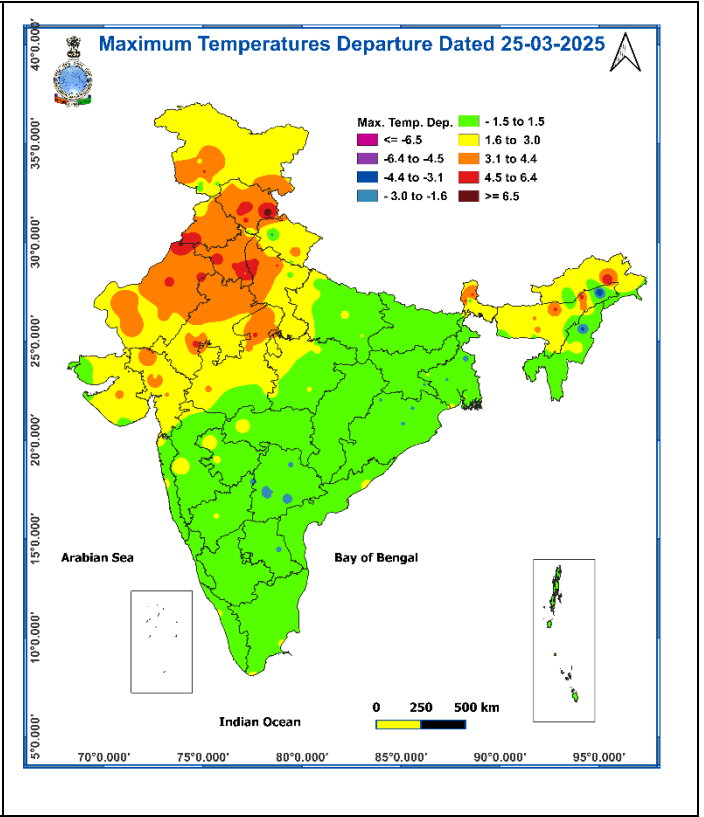 Maximum Temperatures Departure Dated 25-03-2025
Max. Temp. Dep.
<= -6.5
-6.4 to -4.5
-4.4 to -3.1
- 3.0 to -1.6
- 1.5 to 1.5
1.6 to 3.0
3.1 to 4.4
4.5 to 6.4
>= 6.5
40°0.000'
35°0.000'
30°0.000'
25°0.000'
20°0.000'
15°0.000'
10°0.000'
5°0.000'
Arabian Sea
Bay of Bengal
Indian Ocean
0 250 500 km
70°0.000' 75°0.000' 80°0.000' 85°0.000' 90°0.000' 95°0.000'